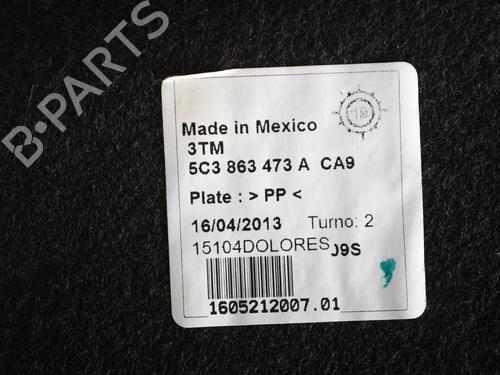 B-PARTS
Made in Mexico
3TM
5C3 863 473 A CA9
Plate : > PP <
16/04/2013 Turno: 2
15104DOLORES J9S
1605212007.01